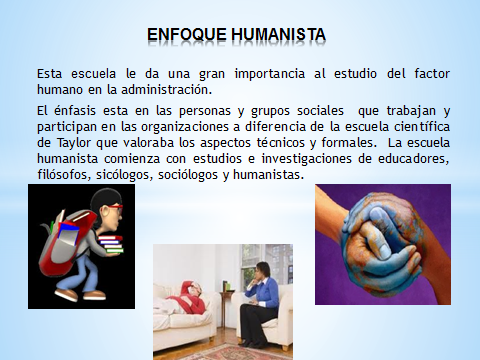 ENFOQUE HUMANISTA
Esta escuela le da una gran importancia al estudio del factor
humano en la administración.
El énfasis esta en las personas y grupos sociales que trabajan y
participan en las organizaciones a diferencia de la escuela científica
de Taylor que valoraba los aspectos técnicos y formales. La escuela
humanista comienza con estudios e investigaciones de educadores,
filósofos, sicólogos, sociólogos y humanistas.